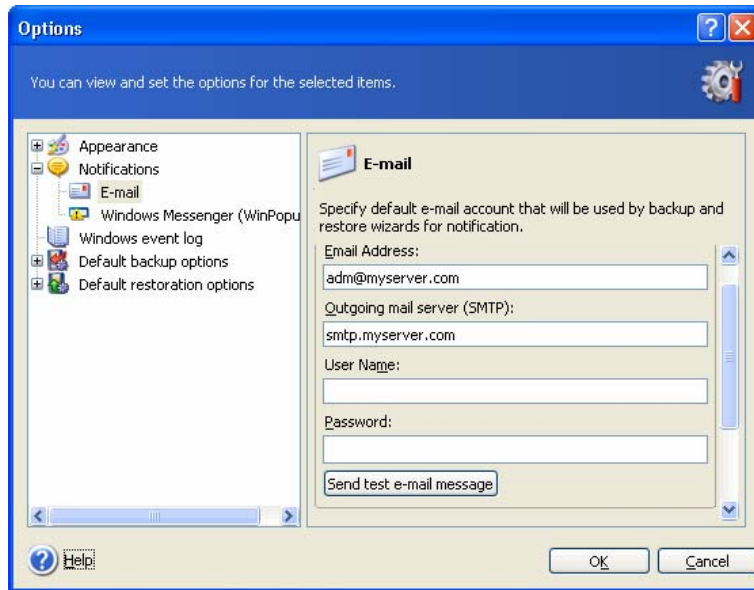 Options
You can view and set the options for the selected items.
Appearance
Notifications
E-mail
Windows Messenger (WinPopu
Windows event log
Default backup options
Default restoration options
E-mail
Specify default e-mail account that will be used by backup and
restore wizards for notification.
Email Address:
adm@myserver.com
Outgoing mail server (SMTP):
smtp.myserver.com
User Name:
Password:
Send test e-mail message
Help
OK
Cancel